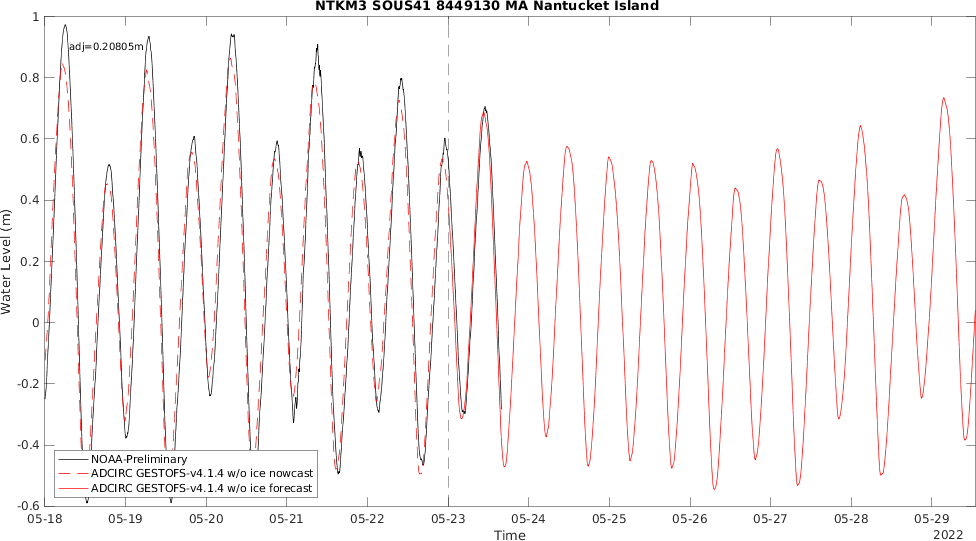 NTKM3 SOUS41 8449130 MA Nantucket Island
1
0.8
0.6
0.4
0.2
0
-0.2
-0.4
-0.6
Water Level (m)
adj=0.20805m
NOAA-Preliminary
ADCIRC GESTOFS-v4.1.4 w/o ice nowcast
ADCIRC GESTOFS-v4.1.4 w/o ice forecast
05-18 05-19 05-20 05-21 05-22 05-23 05-24 05-25 05-26 05-27 05-28 05-29
Time
2022